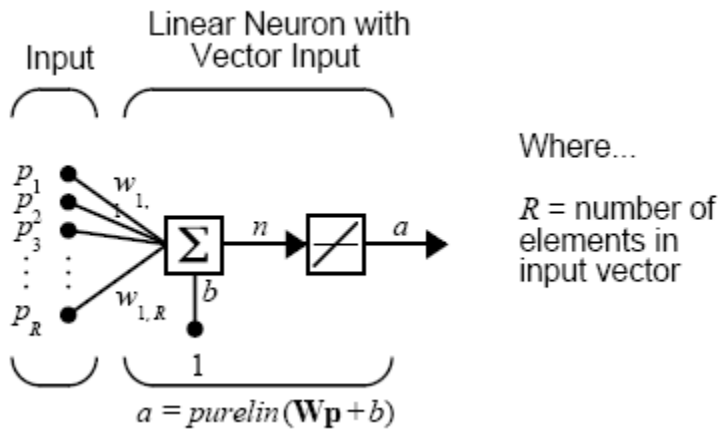 Linear Neuron with
Vector Input
Input
Where...
R = number of
elements in
input vector
p1
p2
p3
pR
w1,1
w1,R
Σ
n
a
b
1
a = purelin(Wp + b)